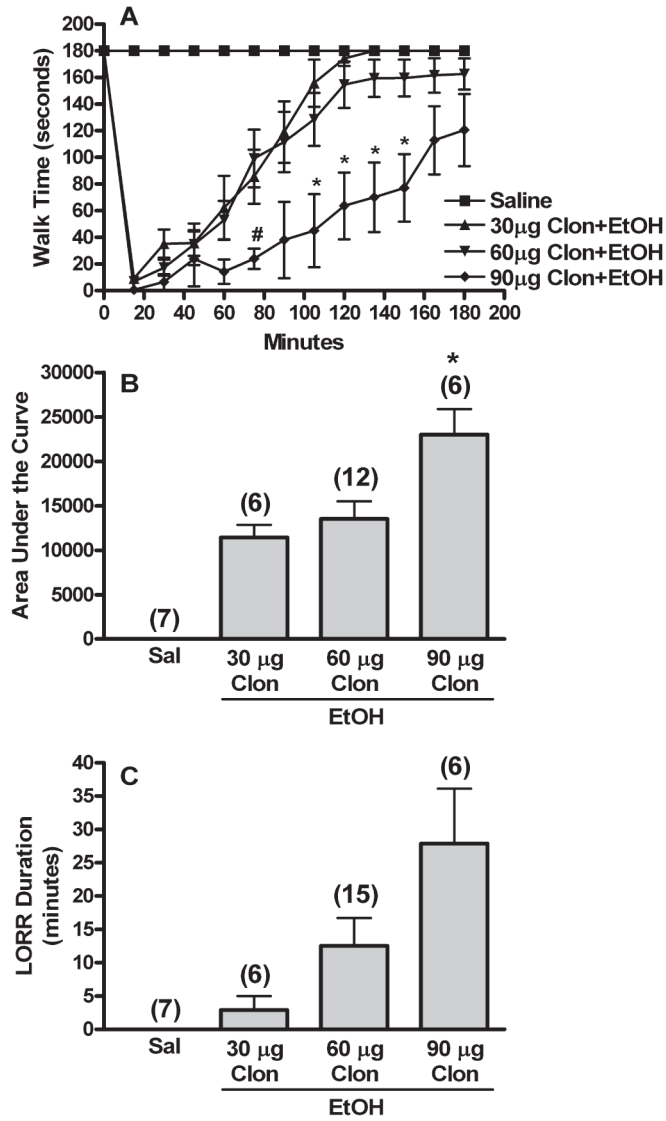 A
Walk Time (seconds)
200
180
160
140
120
100
80
60
40
20
0
#
*
*
*
*
Saline
30μg Clon+EtOH
60μg Clon+EtOH
90μg Clon+EtOH
0 20 40 60 80 100 120 140 160 180 200
Minutes
B
Area Under the Curve
30000
25000
20000
15000
10000
5000
0
(7)
(6)
(12)
*
(6)
Sal
30 μg
Clon
60 μg
Clon
90 μg
Clon
EtOH
C
LORR Duration
(minutes)
40
35
30
25
20
15
10
5
0
(7)
(6)
(15)
(6)
Sal
30 μg
Clon
60 μg
Clon
90 μg
Clon
EtOH